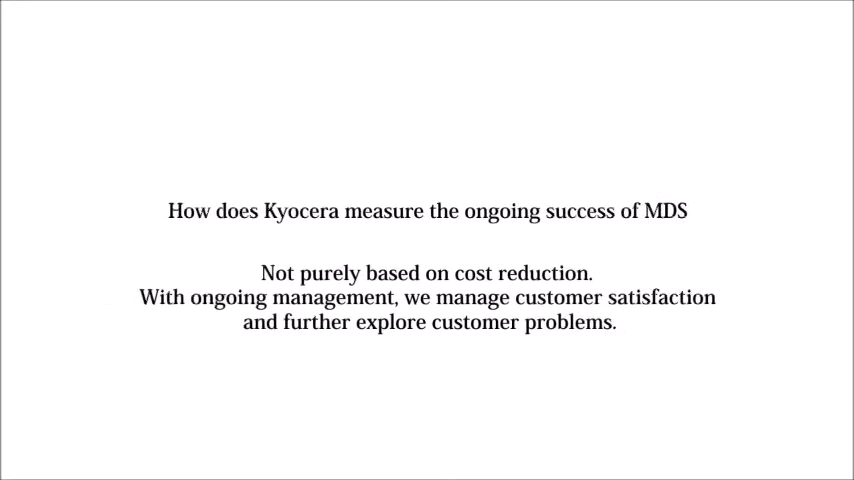 How does Kyocera measure the ongoing success of MDS
Not purely based on cost reduction.
With ongoing management, we manage customer satisfaction
and further explore customer problems.